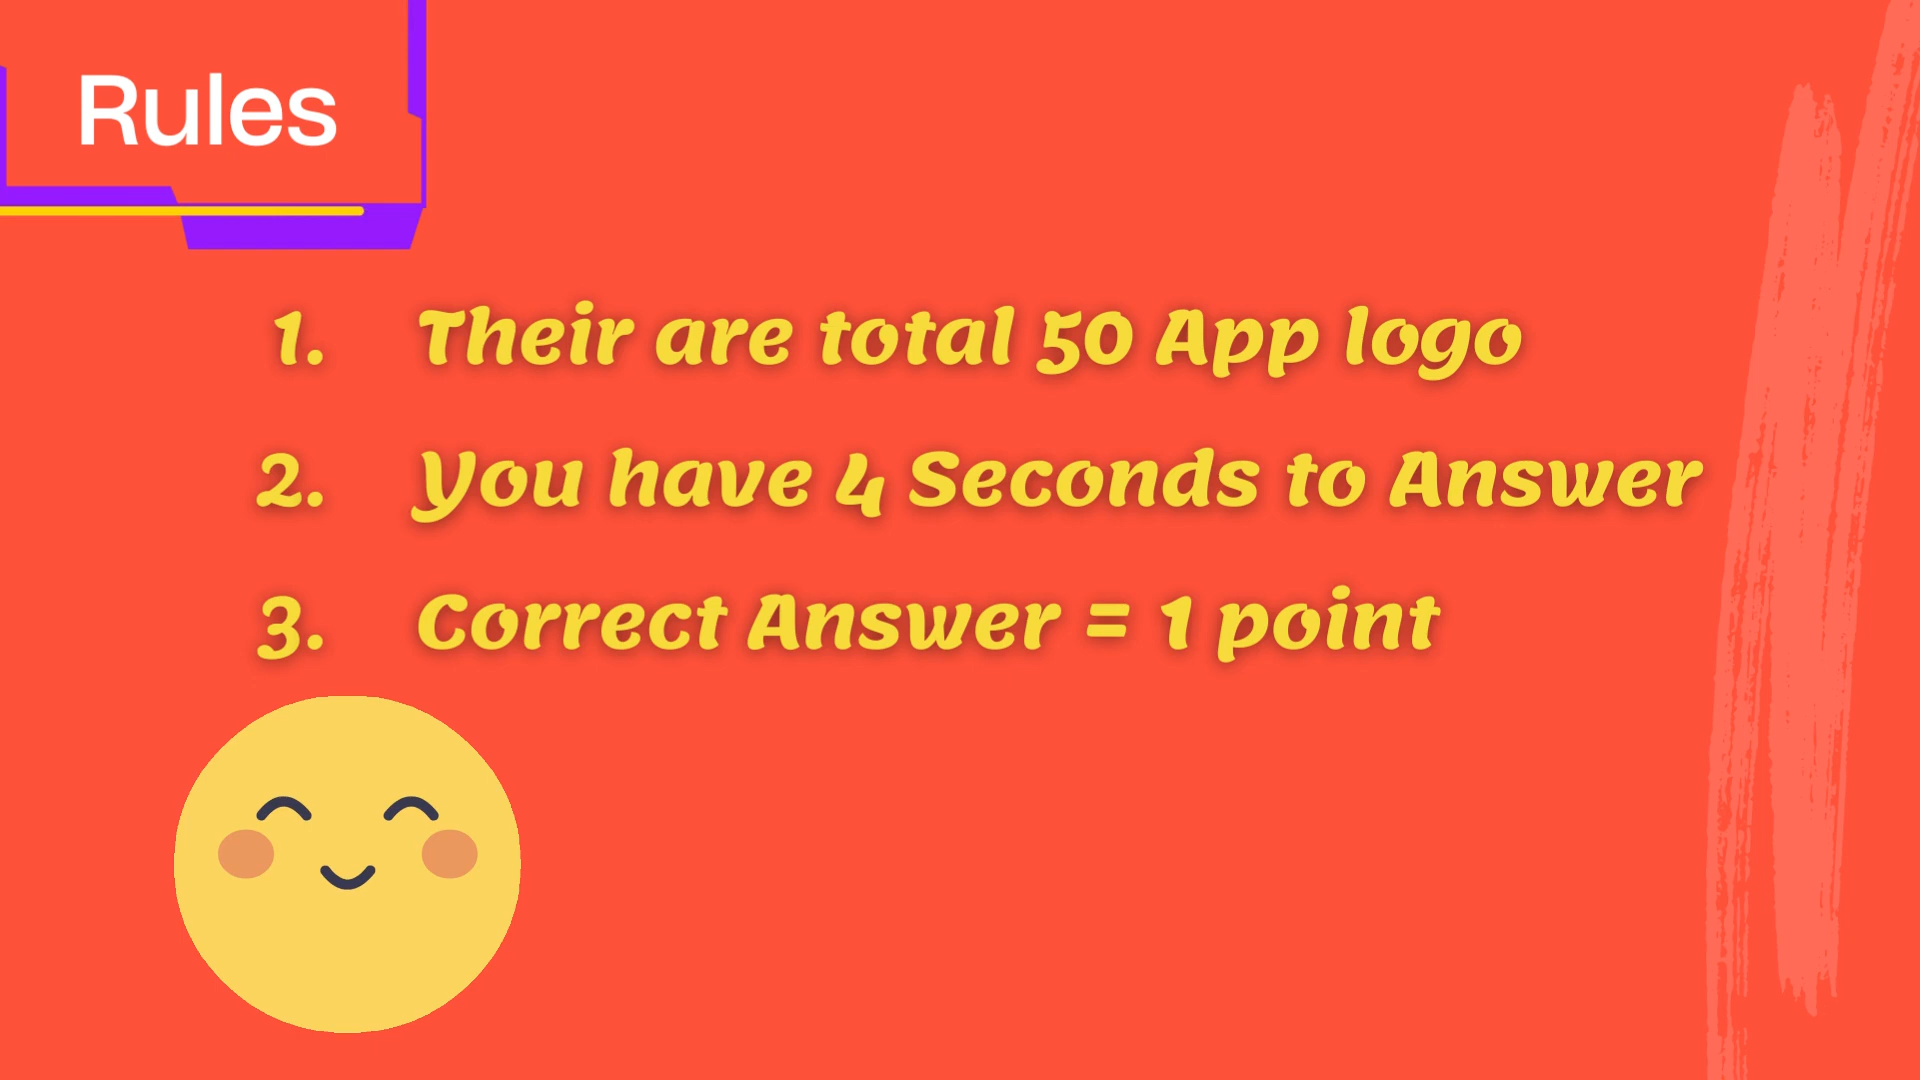 Rules
1. Their are total 50 App logo
2. You have 4 Seconds to Answer
3. Correct Answer = 1 point